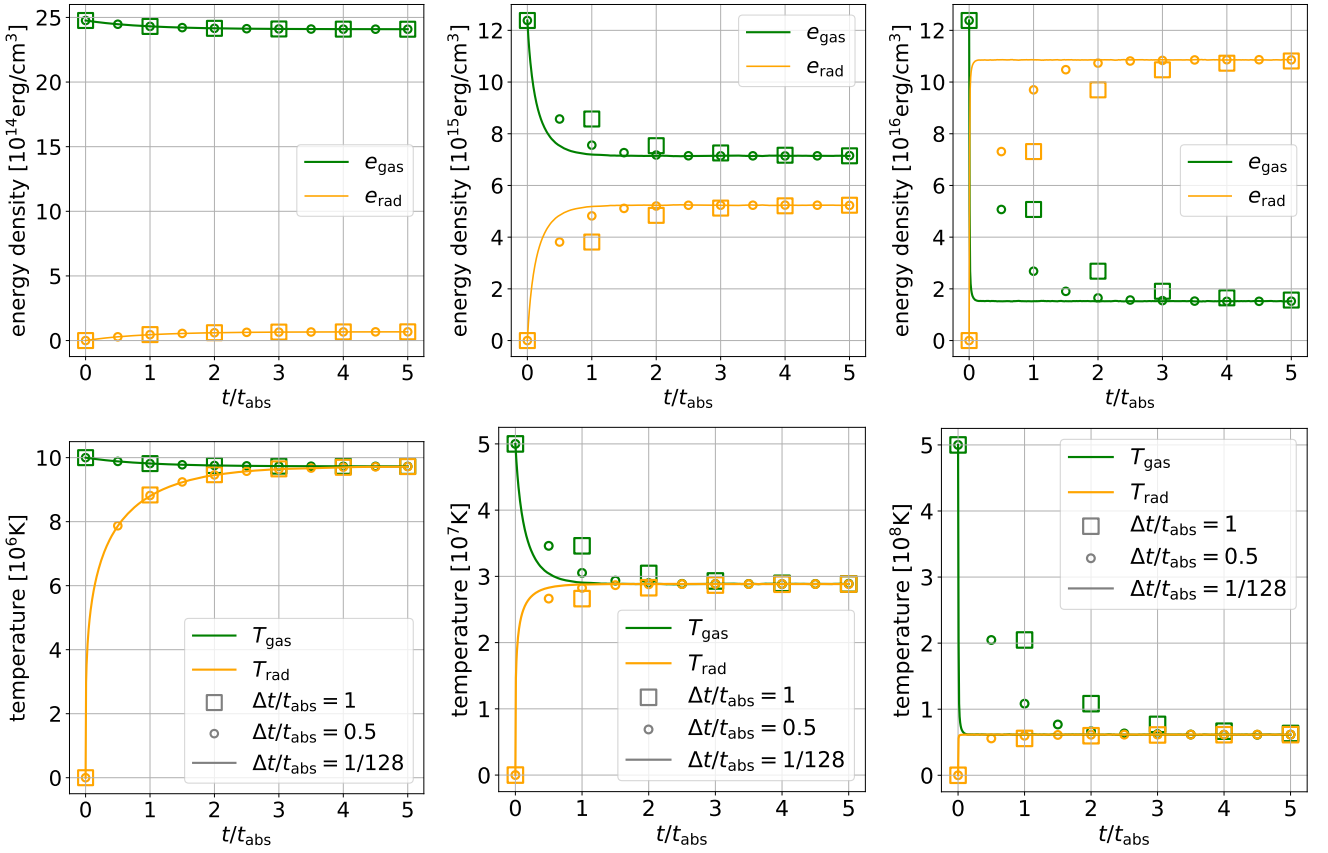 energy density [10^14 erg/cm^3]
25
20
15
10
5
0
e_gas
e_rad
0 1 2 3 4 5
t/t_abs
energy density [10^15 erg/cm^3]
12
10
8
6
4
2
0
e_gas
e_rad
0 1 2 3 4 5
t/t_abs
energy density [10^16 erg/cm^3]
12
10
8
6
4
2
0
e_gas
e_rad
0 1 2 3 4 5
t/t_abs
temperature [10^6 K]
10
8
6
4
2
0
T_gas
T_rad
Δt/t_abs = 1
Δt/t_abs = 0.5
Δt/t_abs = 1/128
0 1 2 3 4 5
t/t_abs
temperature [10^7 K]
5
4
3
2
1
0
T_gas
T_rad
Δt/t_abs = 1
Δt/t_abs = 0.5
Δt/t_abs = 1/128
0 1 2 3 4 5
t/t_abs
temperature [10^8 K]
5
4
3
2
1
0
T_gas
T_rad
Δt/t_abs = 1
Δt/t_abs = 0.5
Δt/t_abs = 1/128
0 1 2 3 4 5
t/t_abs